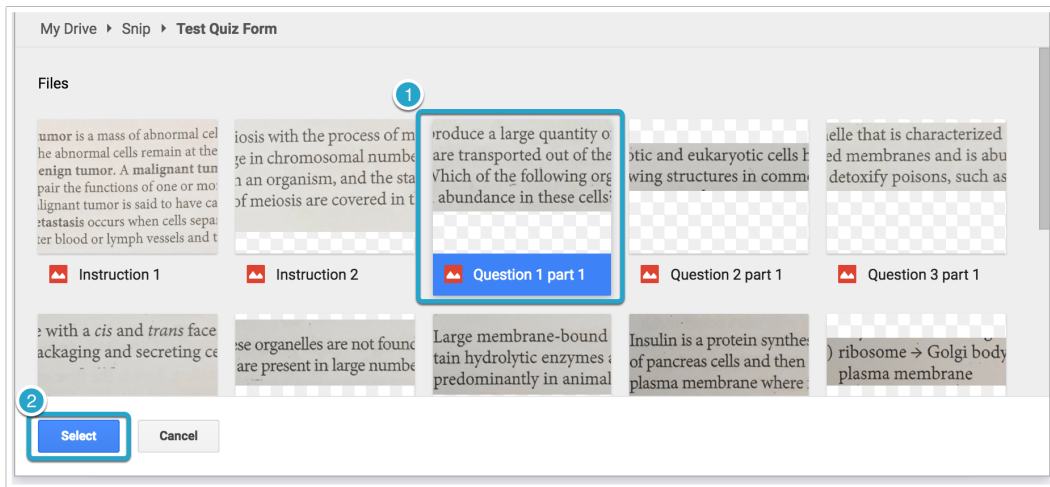 My Drive ▸ Snip ▸ Test Quiz Form
Files
1
umor is a mass of abnormal cel
he abnormal cells remain at the
enign tumor. A malignant tum
pair the functions of one or mo
lignant tumor is said to have ca
etastasis occurs when cells sepa
ter blood or lymph vessels and t
iosis with the process of m
ge in chromosomal numbe
n an organism, and the sta
of meiosis are covered in t
roduce a large quantity o
are transported out of the
Which of the following org
abundance in these cells
otic and eukaryotic cells h
wing structures in comm
elle that is characterized
ed membranes and is abu
detoxify poisons, such as
Instruction 1
Instruction 2
Question 1 part 1
Question 2 part 1
Question 3 part 1
e with a cis and trans face
ackaging and secreting ce
se organelles are not found
are present in large numbe
Large membrane-bound
tain hydrolytic enzymes a
predominantly in animal
Insulin is a protein synthe
of pancreas cells and then
plasma membrane where
) ribosome → Golgi body
plasma membrane
2
Select
Cancel